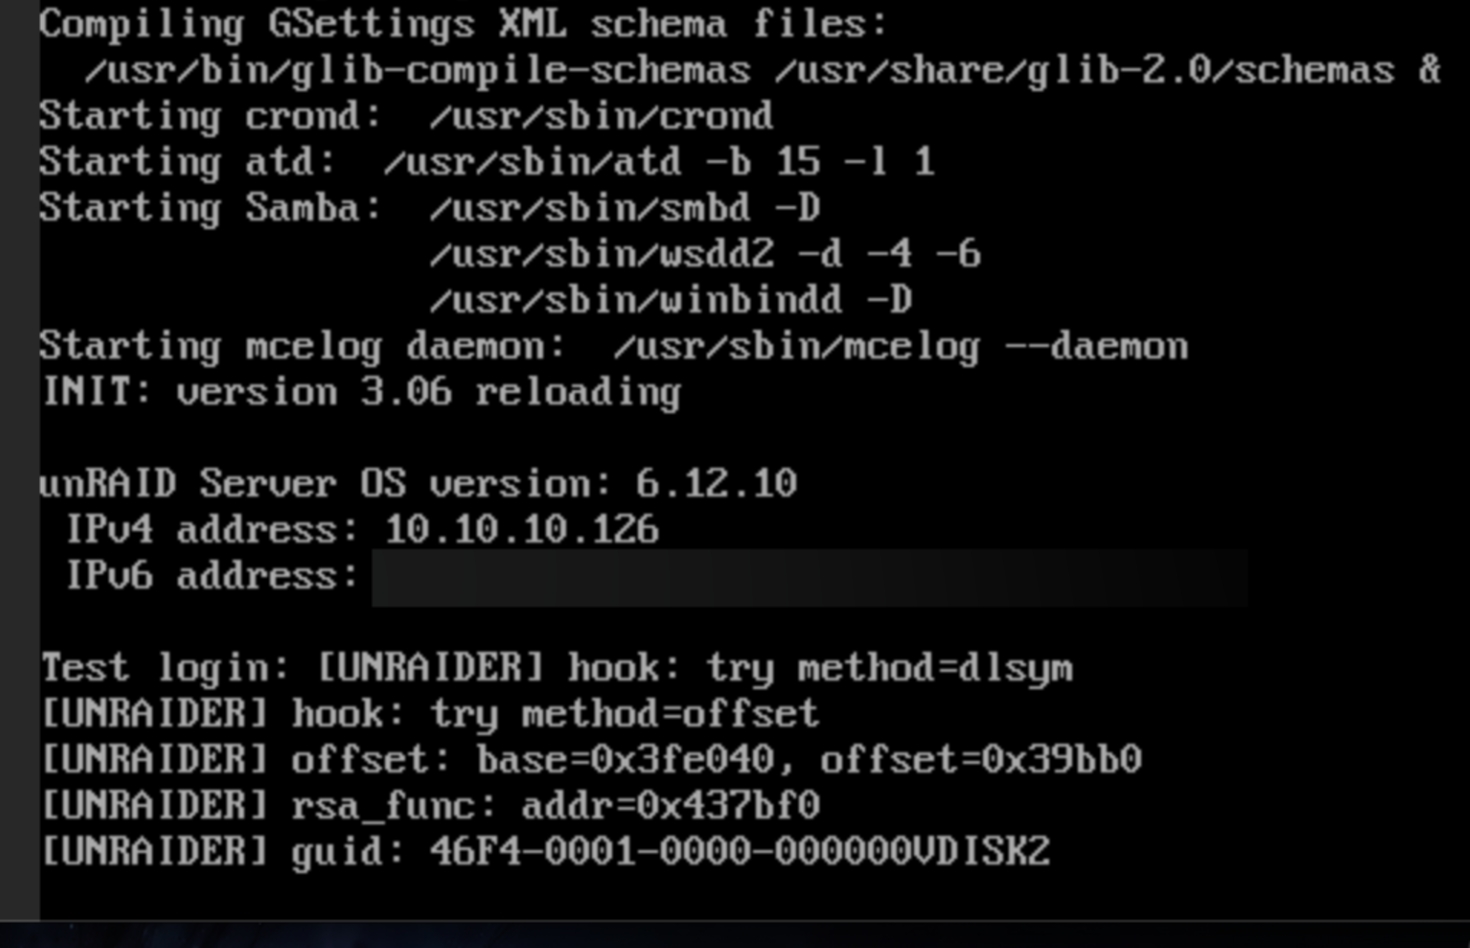 Compiling GSettings XML schema files:
/usr/bin/glib-compile-schemas /usr/share/glib-2.0/schemas &
Starting crond:  /usr/sbin/crond
Starting atd:  /usr/sbin/atd -b 15 -l 1
Starting Samba:  /usr/sbin/smbd -D
/usr/sbin/wsdd2 -d -4 -6
/usr/sbin/winbindd -D
Starting mcelog daemon:  /usr/sbin/mcelog --daemon
INIT: version 3.06 reloading
unRAID Server OS version: 6.12.10
IPv4 address: 10.10.10.126
IPv6 address:
Test login: [UNRAIDER] hook: try method=dlsym
[UNRAIDER] hook: try method=offset
[UNRAIDER] offset: base=0x3fe040, offset=0x39bb0
[UNRAIDER] rsa_func: addr=0x437bf0
[UNRAIDER] guid: 46F4-0001-0000-000000VDISK2